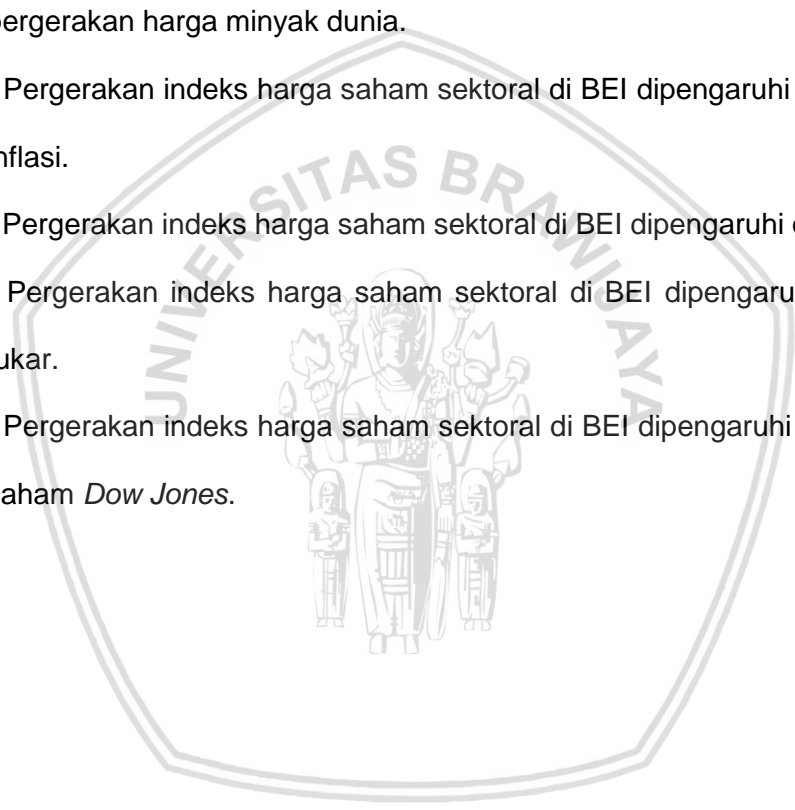 pergerakan harga minyak dunia.
Pergerakan indeks harga saham sektoral di BEI dipengaruhi
nflasi.
Pergerakan indeks harga saham sektoral di BEI dipengaruhi
Pergerakan indeks harga saham sektoral di BEI dipengaru
ukar.
Pergerakan indeks harga saham sektoral di BEI dipengaruhi
aham Dow Jones.
UNIVERSITAS BRAWIJAYA